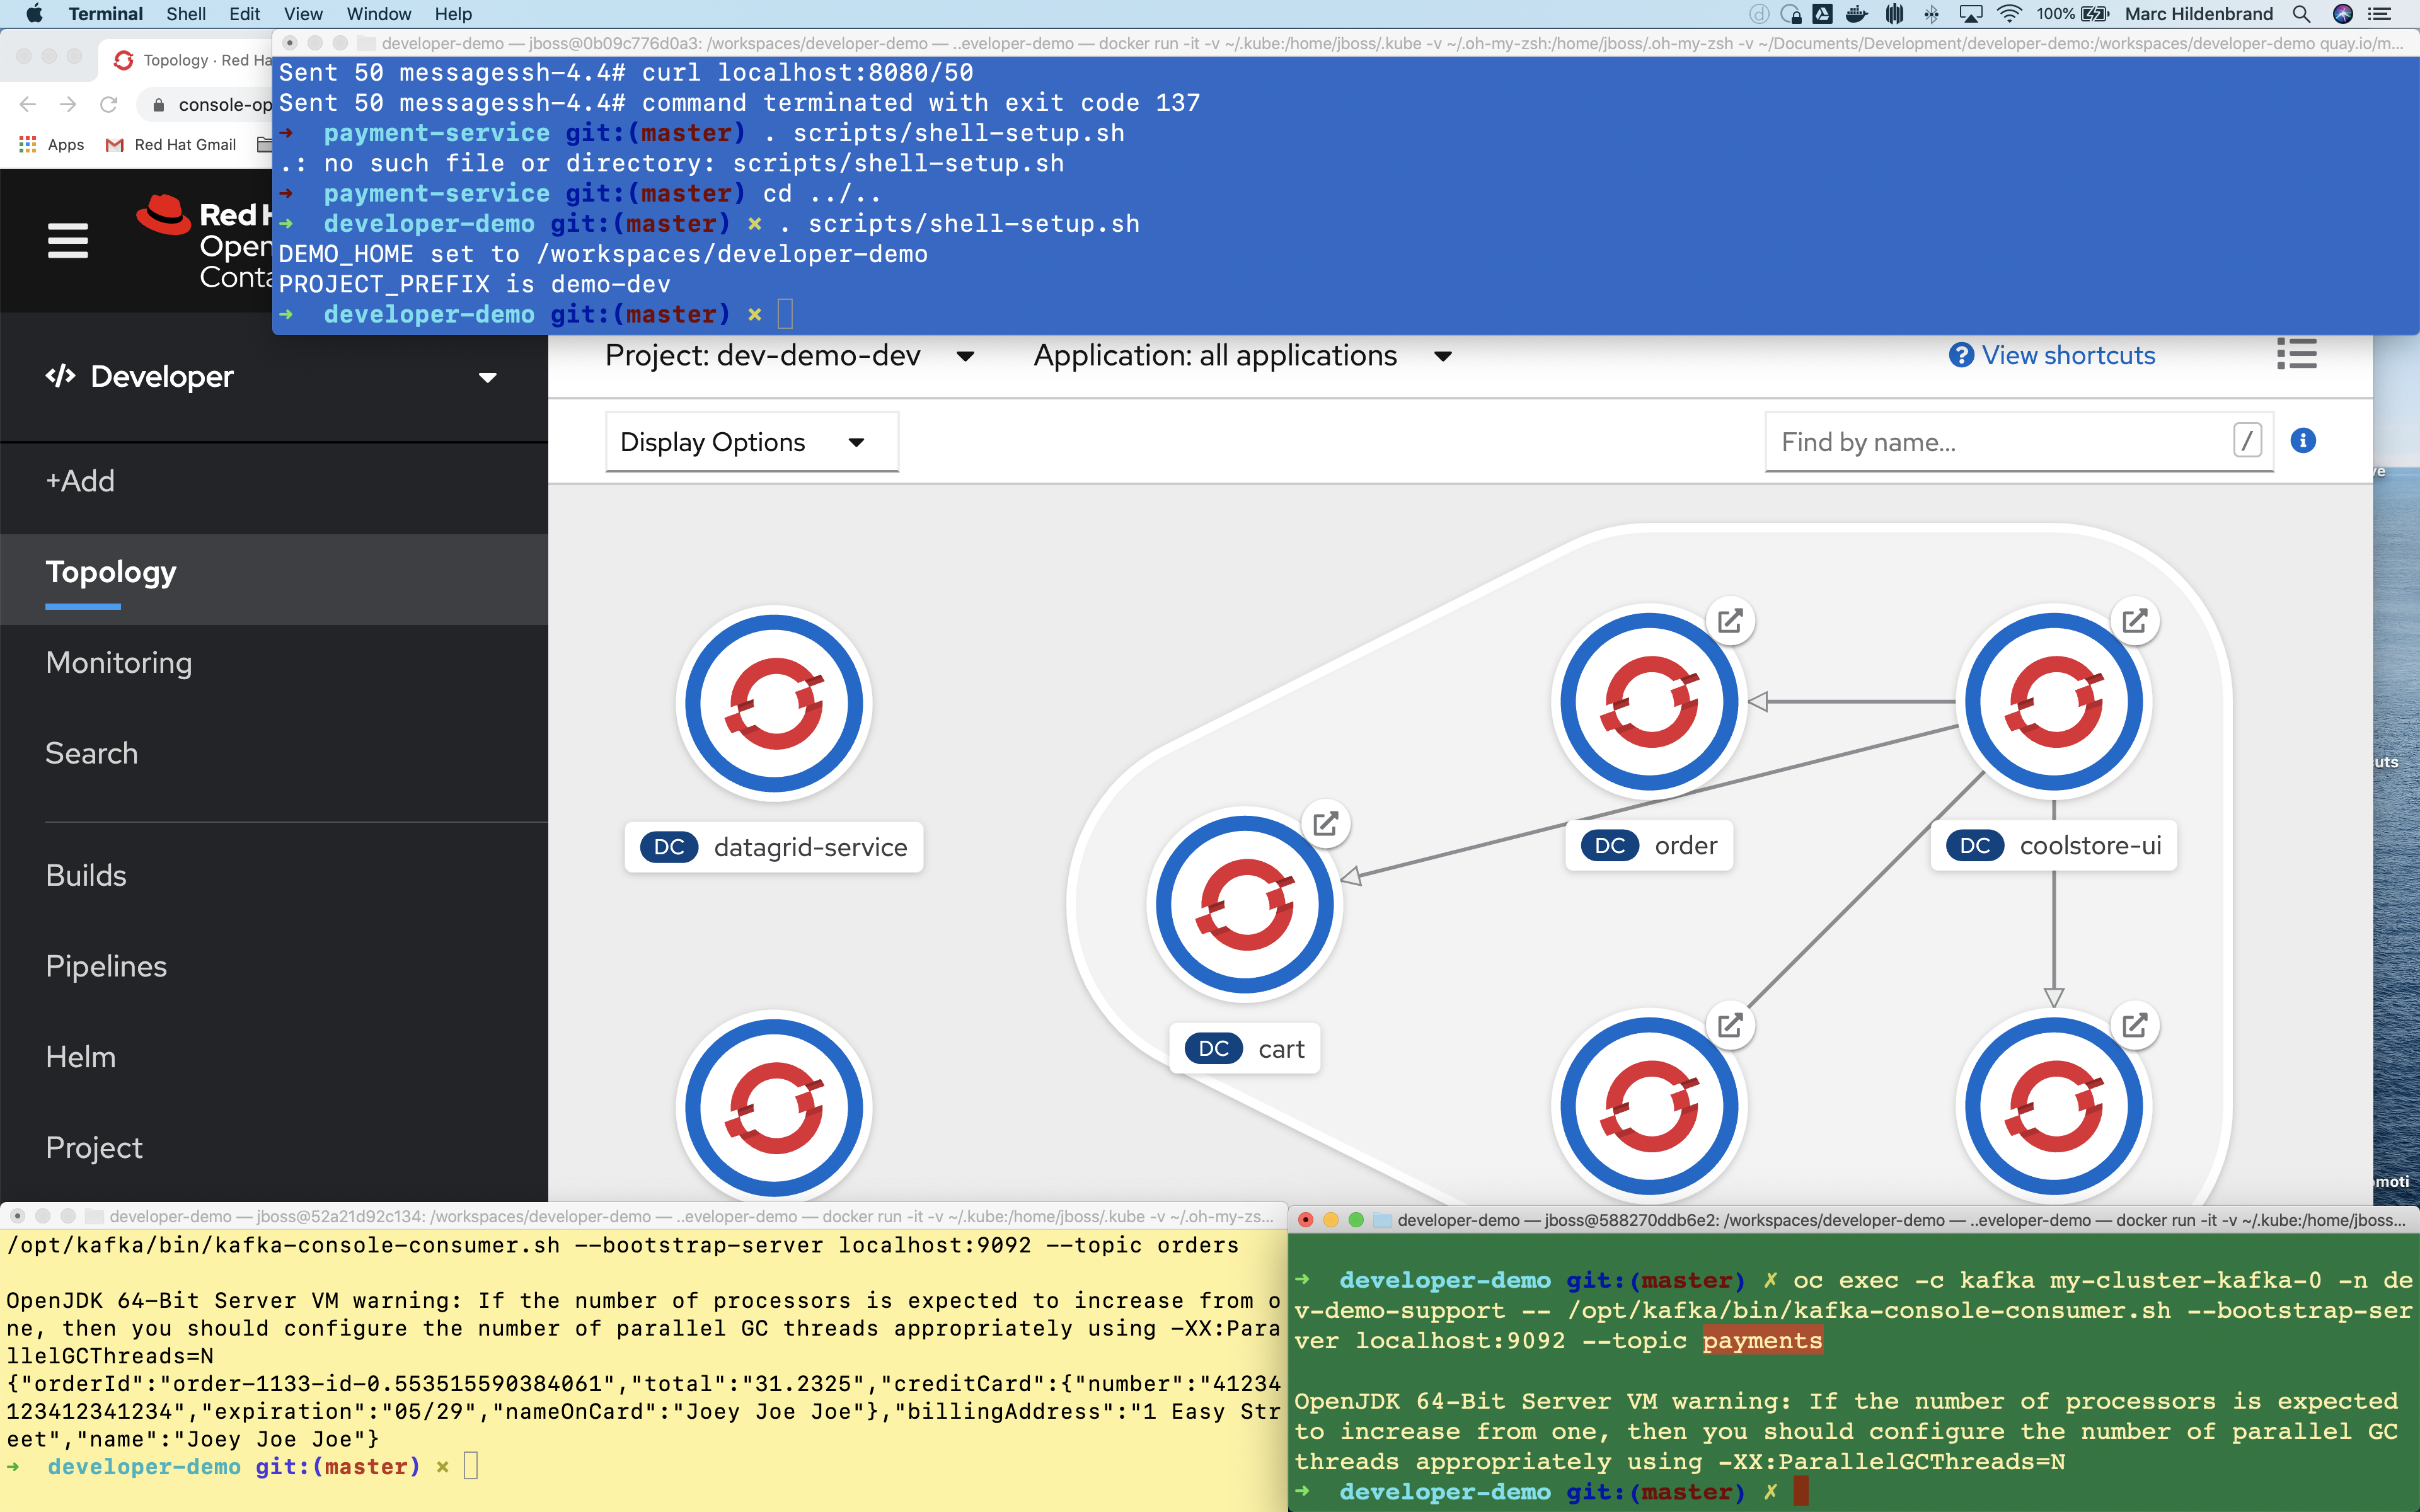 Terminal Shell Edit View Window Help
100% Marc Hildenbrand
developer-demo — jboss@0b09c776d0a3: /workspaces/developer-demo — ..eveloper-demo — docker run -it -v ~/.kube:/home/jboss/.kube -v ~/.oh-my-zsh:/home/jboss/.oh-my-zsh -v ~/Documents/Development/developer-demo:/workspaces/developer-demo quay.io/m...
Topology · Red Ha
console-op
Apps Red Hat Gmail
Sent 50 messagessh-4.4# curl localhost:8080/50
Sent 50 messagessh-4.4# command terminated with exit code 137
→ payment-service git:(master) . scripts/shell-setup.sh
.: no such file or directory: scripts/shell-setup.sh
→ payment-service git:(master) cd ../..
→ developer-demo git:(master) × . scripts/shell-setup.sh
DEMO_HOME set to /workspaces/developer-demo
PROJECT_PREFIX is demo-dev
→ developer-demo git:(master) ×
Red H
Open
Conta
</> Developer
+Add
Topology
Monitoring
Search
Builds
Pipelines
Helm
Project
Project: dev-demo-dev Application: all applications ? View shortcuts
Display Options Find by name... / i
DC datagrid-service
DC order
DC coolstore-ui
DC cart
ve
uts
omoti
developer-demo — jboss@52a21d92c134: /workspaces/developer-demo — ..eveloper-demo — docker run -it -v ~/.kube:/home/jboss/.kube -v ~/.oh-my-zs...
/opt/kafka/bin/kafka-console-consumer.sh --bootstrap-server localhost:9092 --topic orders
OpenJDK 64-Bit Server VM warning: If the number of processors is expected to increase from o
ne, then you should configure the number of parallel GC threads appropriately using -XX:Para
llelGCThreads=N
{"orderId":"order-1133-id-0.553515590384061","total":"31.2325","creditCard":{"number":"41234
123412341234","expiration":"05/29","nameOnCard":"Joey Joe Joe"},"billingAddress":"1 Easy Str
eet","name":"Joey Joe Joe"}
→ developer-demo git:(master) ×
developer-demo — jboss@588270ddb6e2: /workspaces/developer-demo — ..eveloper-demo — docker run -it -v ~/.kube:/home/jboss...
→ developer-demo git:(master) ✗ oc exec -c kafka my-cluster-kafka-0 -n de
v-demo-support -- /opt/kafka/bin/kafka-console-consumer.sh --bootstrap-ser
ver localhost:9092 --topic payments
OpenJDK 64-Bit Server VM warning: If the number of processors is expected
to increase from one, then you should configure the number of parallel GC
threads appropriately using -XX:ParallelGCThreads=N
→ developer-demo git:(master) ✗